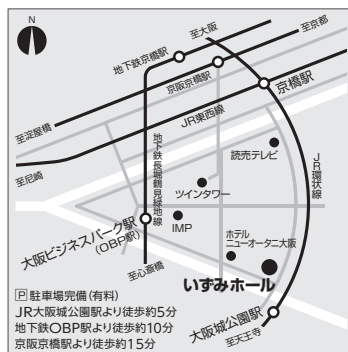 N
至大阪
至京都
地下鉄京橋駅
京阪京橋駅
京橋駅
至淀屋橋
JR東西線
至尼崎
地下鉄長堀鶴見緑地線
読売テレビ
JR環状線
ツインタワー
IMP
大阪ビジネスパーク駅
(OBP駅)
ホテル
ニューオータニ大阪
至心斎橋
いずみホール
大阪城公園駅
至天王寺
P 駐車場完備(有料)
JR大阪城公園駅より徒歩約5分
地下鉄OBP駅より徒歩約10分
京阪京橋駅より徒歩約15分